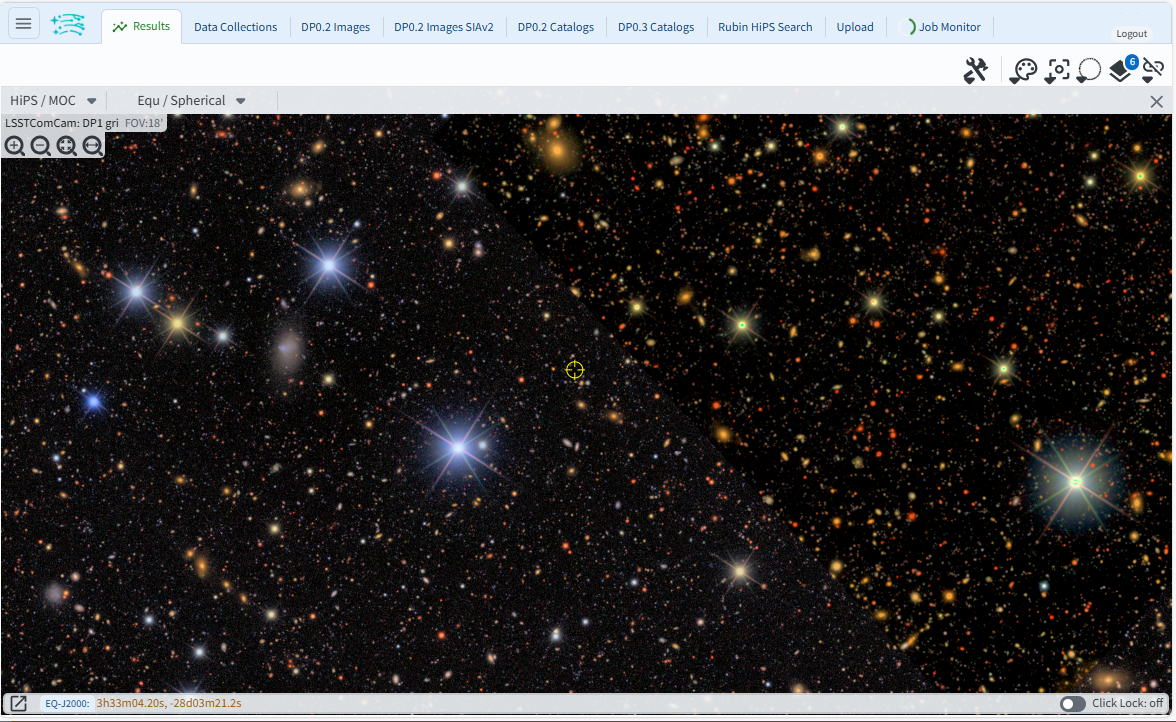 Results
Data Collections
DP0.2 Images
DP0.2 Images SIAv2
DP0.2 Catalogs
DP0.3 Catalogs
Rubin HiPS Search
Upload
Job Monitor
Logout
6
HiPS / MOC
Equ / Spherical
LSSTComCam: DP1 gri FOV:18'
EQ-J2000: 3h33m04.20s, -28d03m21.2s
Click Lock: off